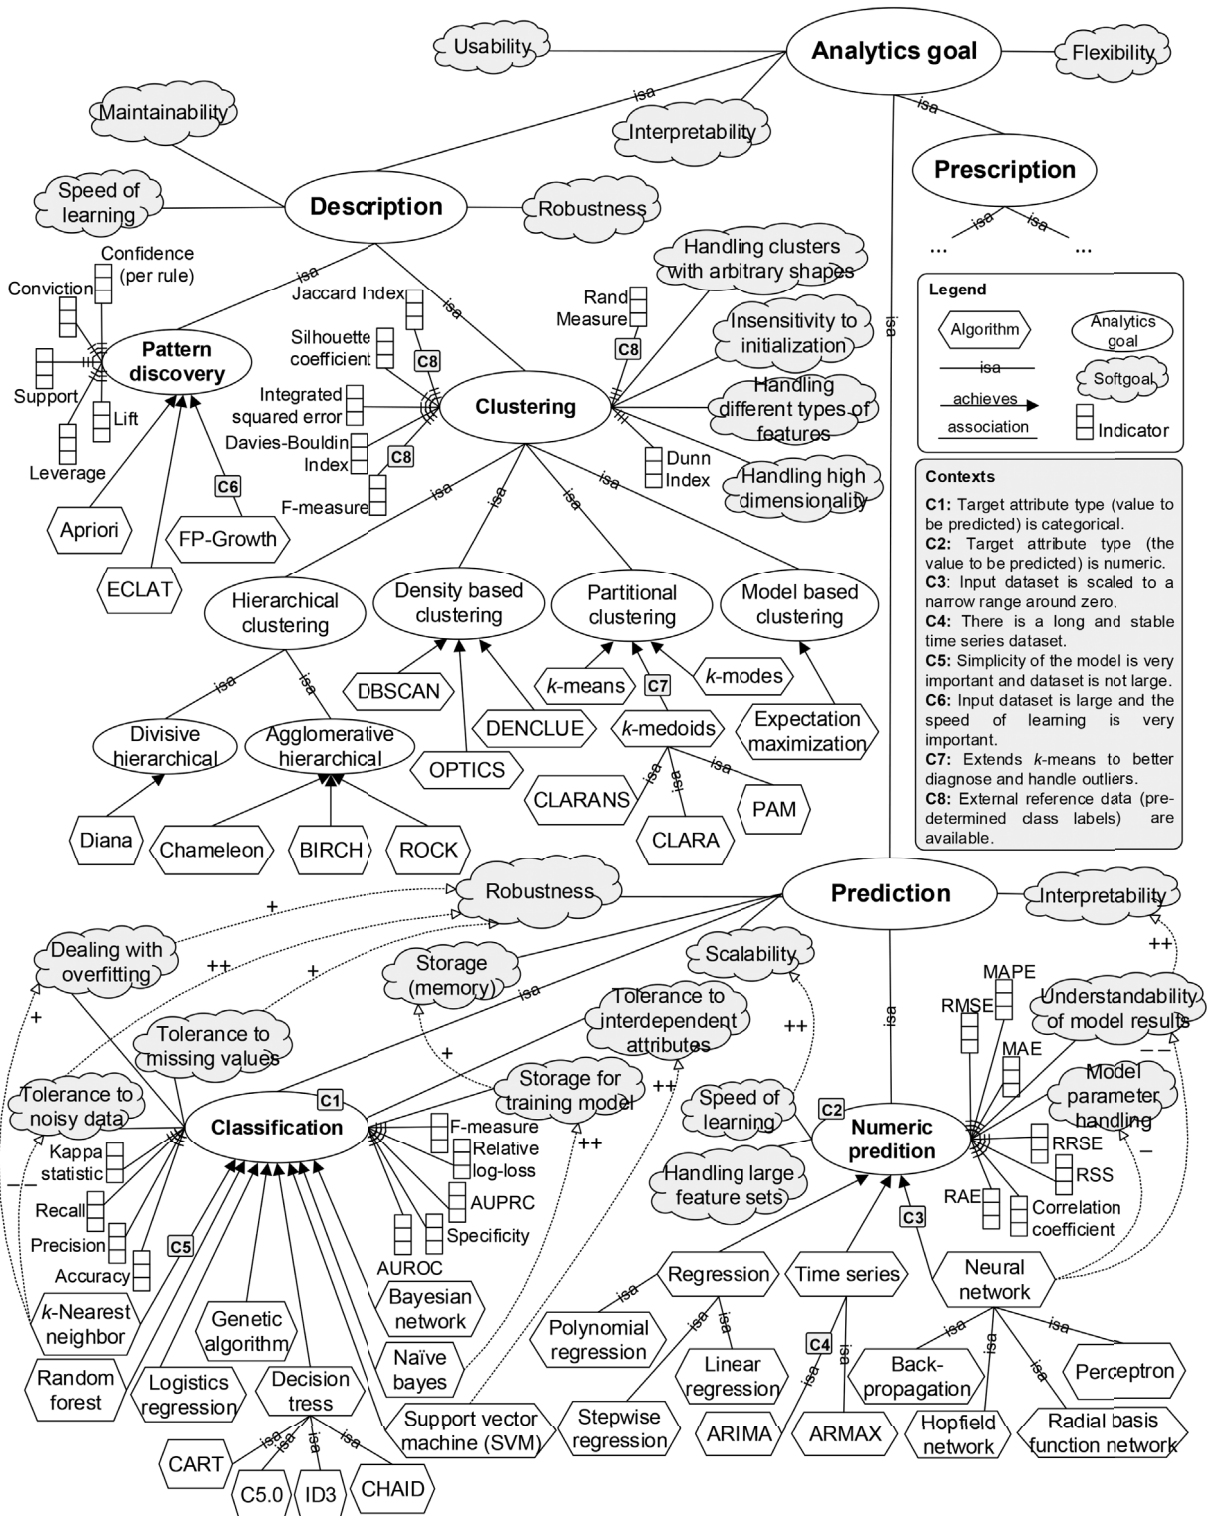 Usability
Analytics goal
Flexibility
isa
isa
Maintainability
Interpretability
Prescription
Speed of
learning
Description
Robustness
isa
isa
...
...
Confidence
(per rule)
isa
Handling clusters
with arbitrary shapes
Conviction
Jaccard Index
isa
Rand
Measure
isa
Legend
Algorithm
Analytics
goal
isa
Softgoal
achieves
association
Indicator
Pattern
discovery
Silhouette
coefficient
C8
C8
Insensitivity to
initialization
Support
Integrated
squared error
Clustering
Handling
different types of
features
Lift
Leverage
Davies-Bouldin
Index
C8
F-measure
Dunn
Index
Handling high
dimensionality
isa
isa
isa
isa
C6
Apriori
FP-Growth
ECLAT
Contexts
C1: Target attribute type (value to
be predicted) is categorical.
C2: Target attribute type (the
value to be predicted) is numeric.
C3: Input dataset is scaled to a
narrow range around zero.
C4: There is a long and stable
time series dataset.
C5: Simplicity of the model is very
important and dataset is not large.
C6: Input dataset is large and the
speed of learning is very
important.
C7: Extends k-means to better
diagnose and handle outliers.
C8: External reference data (pre-
determined class labels) are
available.
Hierarchical
clustering
Density based
clustering
Partitional
clustering
Model based
clustering
isa
isa
DBSCAN
k-means
C7
k-modes
Divisive
hierarchical
Agglomerative
hierarchical
DENCLUE
k-medoids
Expectation
maximization
OPTICS
isa
isa
isa
CLARANS
PAM
Diana
Chameleon
BIRCH
ROCK
CLARA
Robustness
Prediction
Interpretability
+
Dealing with
overfitting
++
+
Storage
(memory)
Scalability
++
isa
MAPE
Tolerance to
interdependent
attributes
RMSE
Understandability
of model results
+
Tolerance to
missing values
++
isa
+
MAE
– –
Tolerance to
noisy data
Storage for
training model
++
Model
parameter
handling
C1
Speed of
learning
C2
Classification
F-measure
++
Numeric
predition
RRSE
–
Kappa
statistic
Relative
log-loss
Handling large
feature sets
RSS
– –
Recall
AUPRC
RAE
Correlation
coefficient
Precision
C5
Specificity
C3
Accuracy
AUROC
k-Nearest
neighbor
Genetic
algorithm
Bayesian
network
Regression
Time series
Neural
network
isa
isa
isa
Polynomial
regression
C4
isa
isa
isa
isa
isa
isa
isa
Random
forest
Logistics
regression
Decision
tress
Naïve
bayes
Linear
regression
Back-
propagation
Perceptron
Support vector
machine (SVM)
Stepwise
regression
ARIMA
ARMAX
Hopfield
network
Radial basis
function network
isa
isa
isa
isa
CART
C5.0
ID3
CHAID